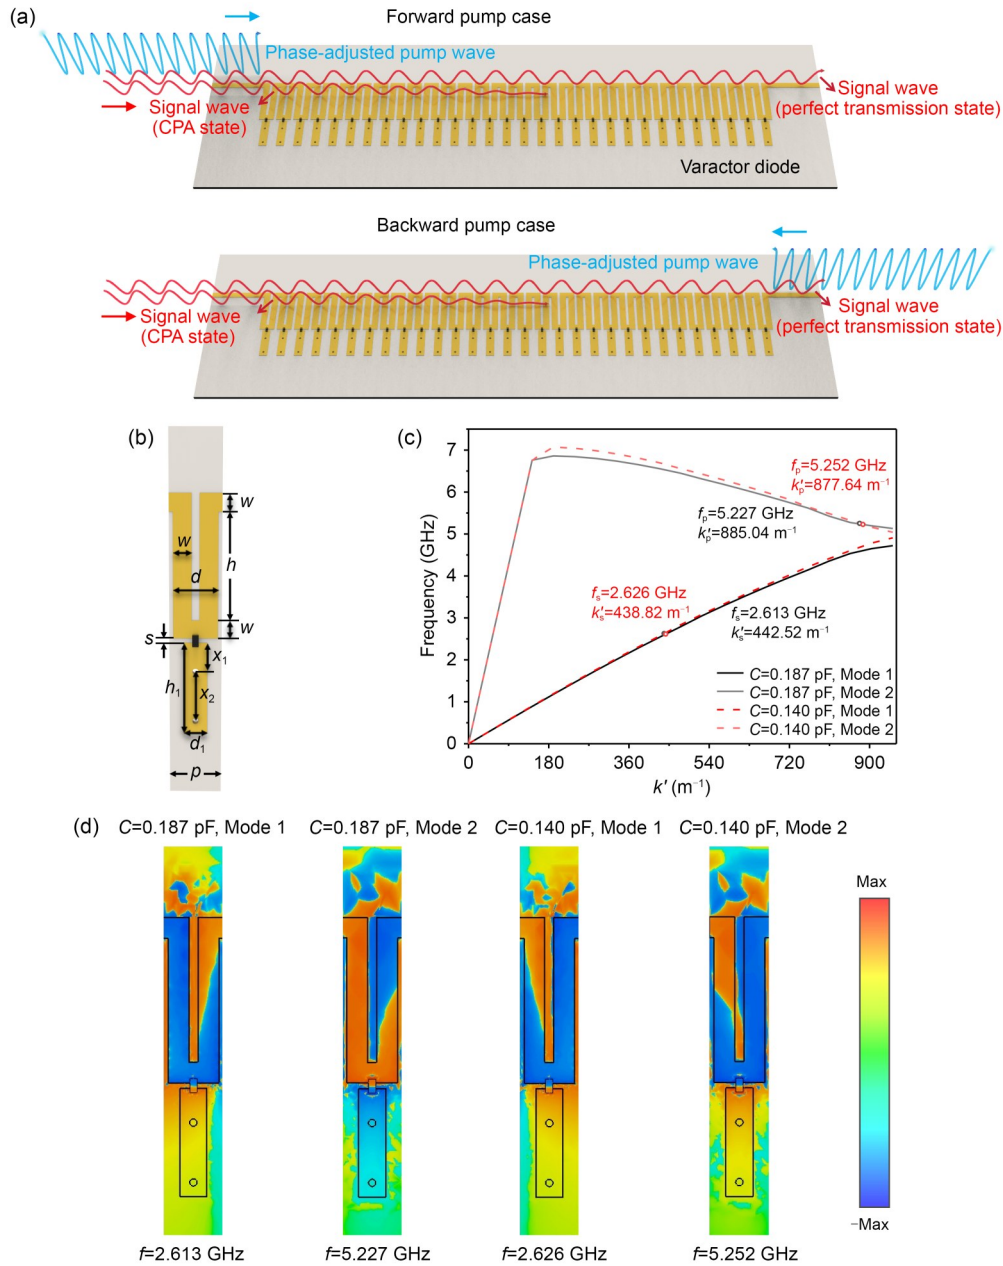 (a)
Forward pump case
Phase-adjusted pump wave
Signal wave
(CPA state)
Signal wave
(perfect transmission state)
Varactor diode
Backward pump case
Phase-adjusted pump wave
Signal wave
(CPA state)
Signal wave
(perfect transmission state)
(b)
w
w
h
d
w
s
x₁
h₁
x₂
d₁
p
(c)
Frequency (GHz)
7
6
5
4
3
2
1
0
fₚ=5.252 GHz
k′ₚ=877.64 m⁻¹
fₚ=5.227 GHz
k′ₚ=885.04 m⁻¹
fₛ=2.626 GHz
k′ₛ=438.82 m⁻¹
fₛ=2.613 GHz
k′ₛ=442.52 m⁻¹
C=0.187 pF, Mode 1
C=0.187 pF, Mode 2
C=0.140 pF, Mode 1
C=0.140 pF, Mode 2
0 180 360 540 720 900
k′ (m⁻¹)
(d)
C=0.187 pF, Mode 1 C=0.187 pF, Mode 2 C=0.140 pF, Mode 1 C=0.140 pF, Mode 2
Max
−Max
f=2.613 GHz f=5.227 GHz f=2.626 GHz f=5.252 GHz